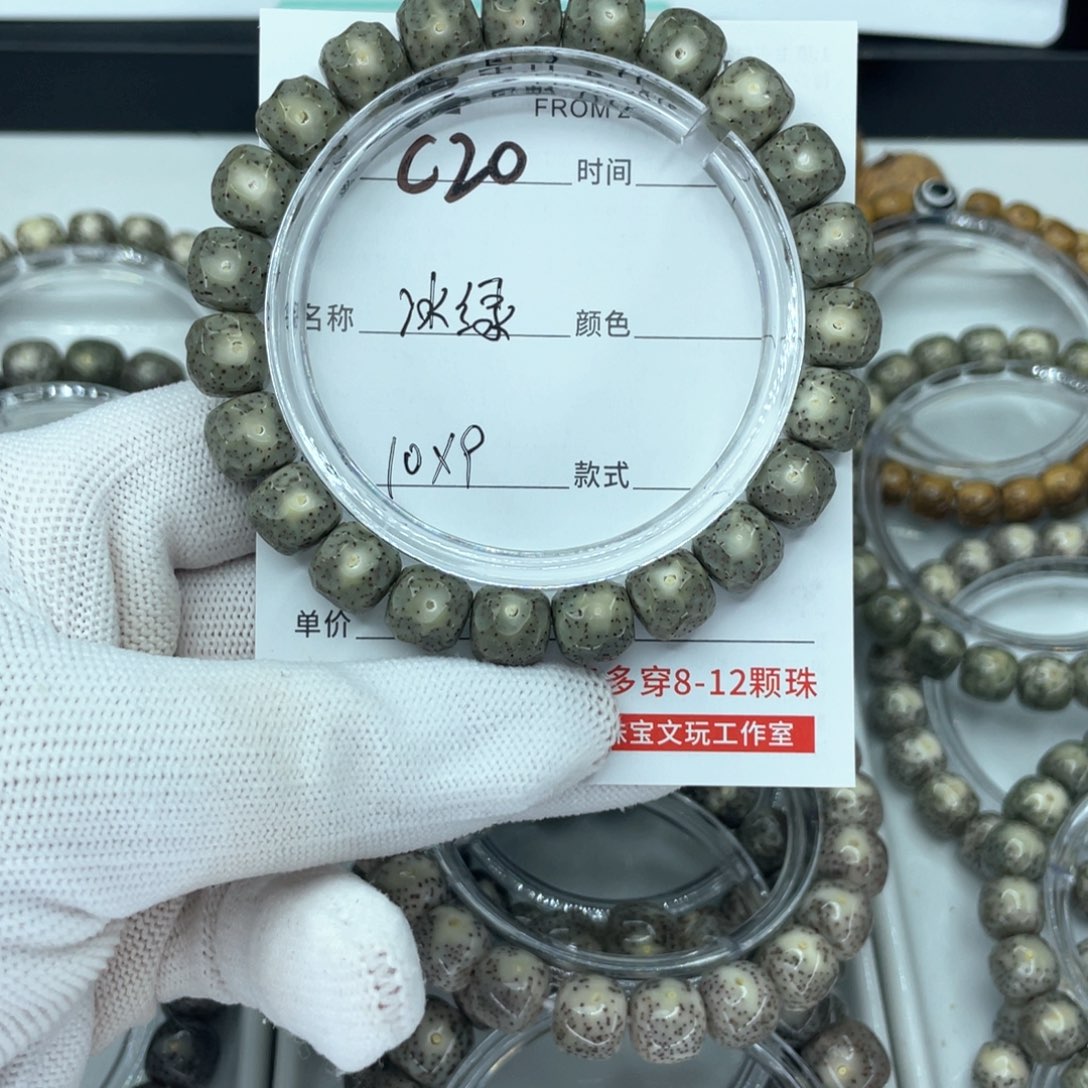 FROM Z
C20 时间
名称 冰绿 颜色
10X9 款式
单价
多穿8-12颗珠
珠宝文玩工作室